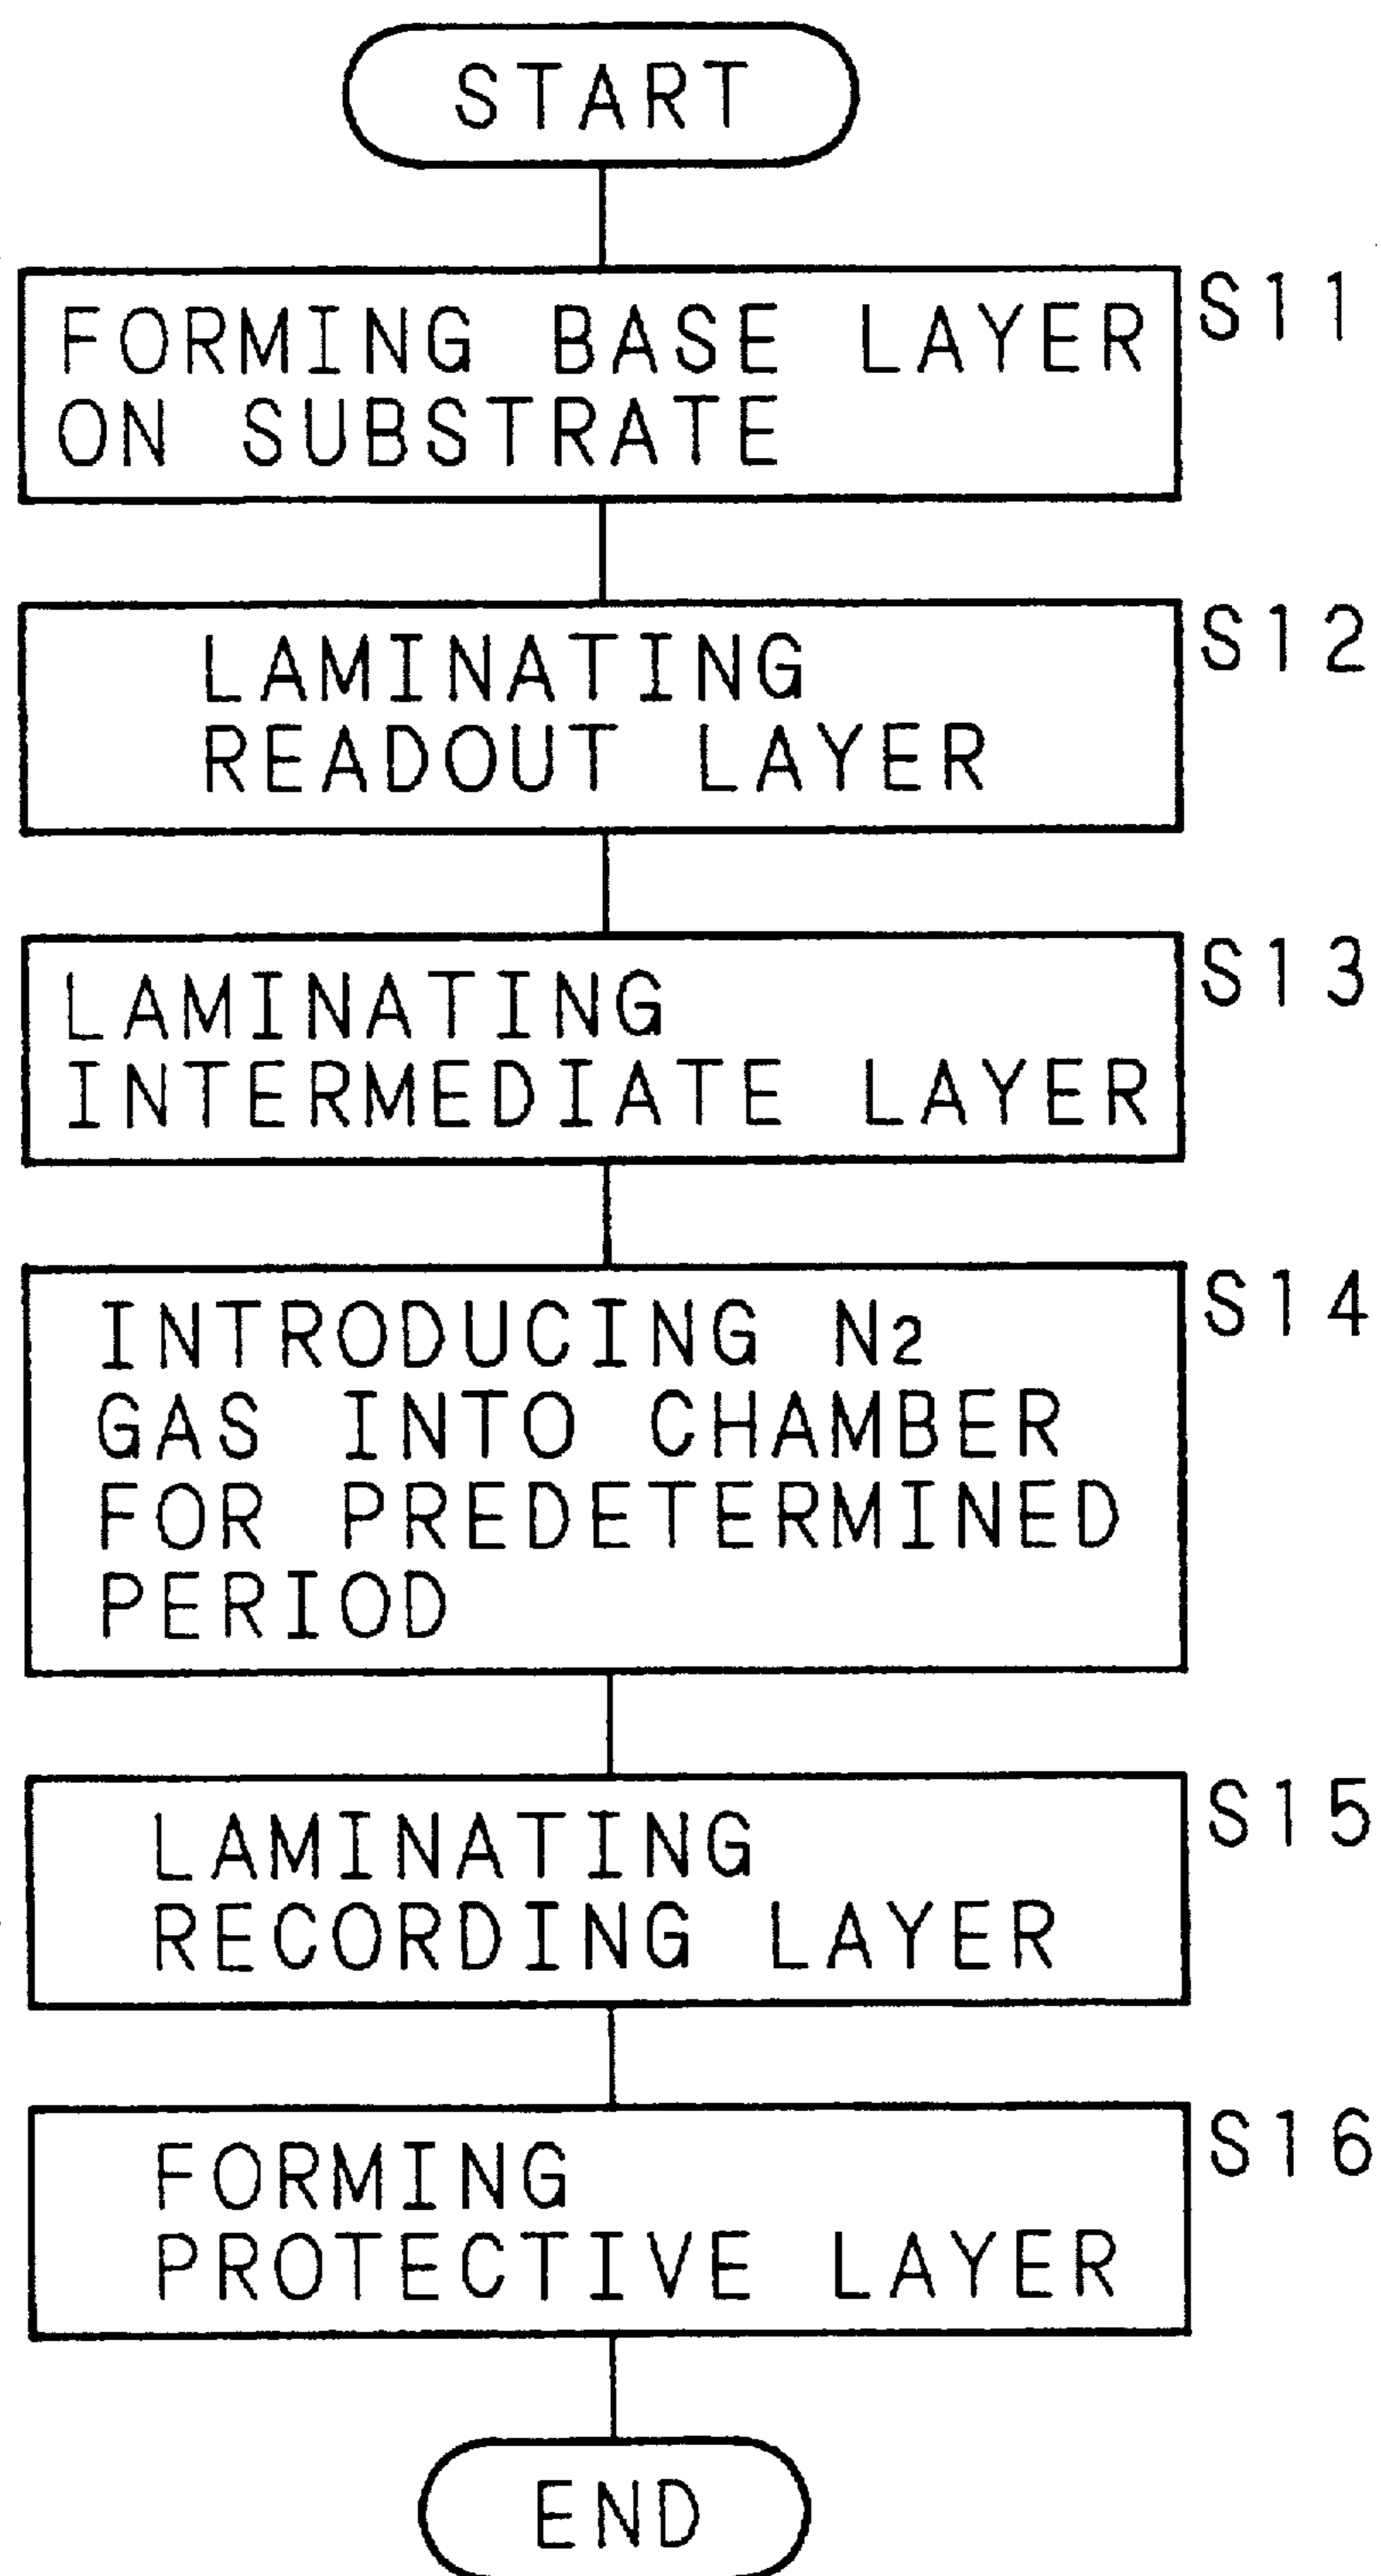 START
FORMING BASE LAYER S11
ON SUBSTRATE
LAMINATING S12
READOUT LAYER
LAMINATING S13
INTERMEDIATE LAYER
INTRODUCING N2 S14
GAS INTO CHAMBER
FOR PREDETERMINED
PERIOD
LAMINATING S15
RECORDING LAYER
FORMING S16
PROTECTIVE LAYER
END